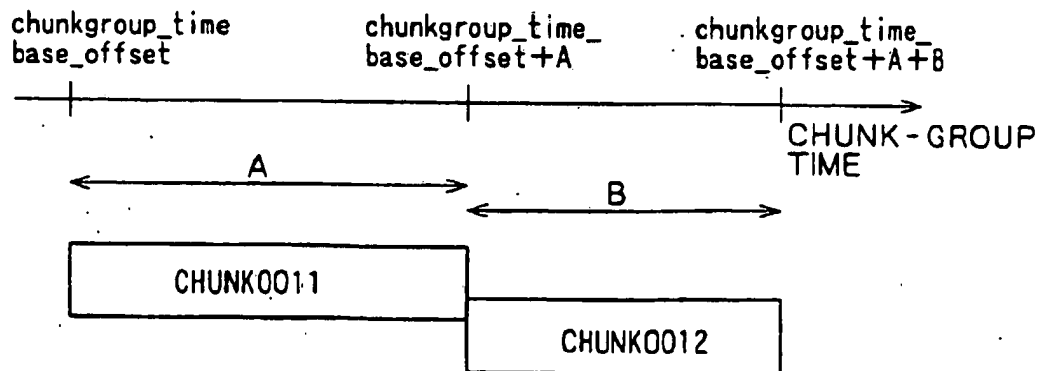 chunkgroup_time
base_offset
chunkgroup_time_
base_offset+A
chunkgroup_time_
base_offset+A+B
CHUNK-GROUP
TIME
A
B
CHUNK0011
CHUNK0012